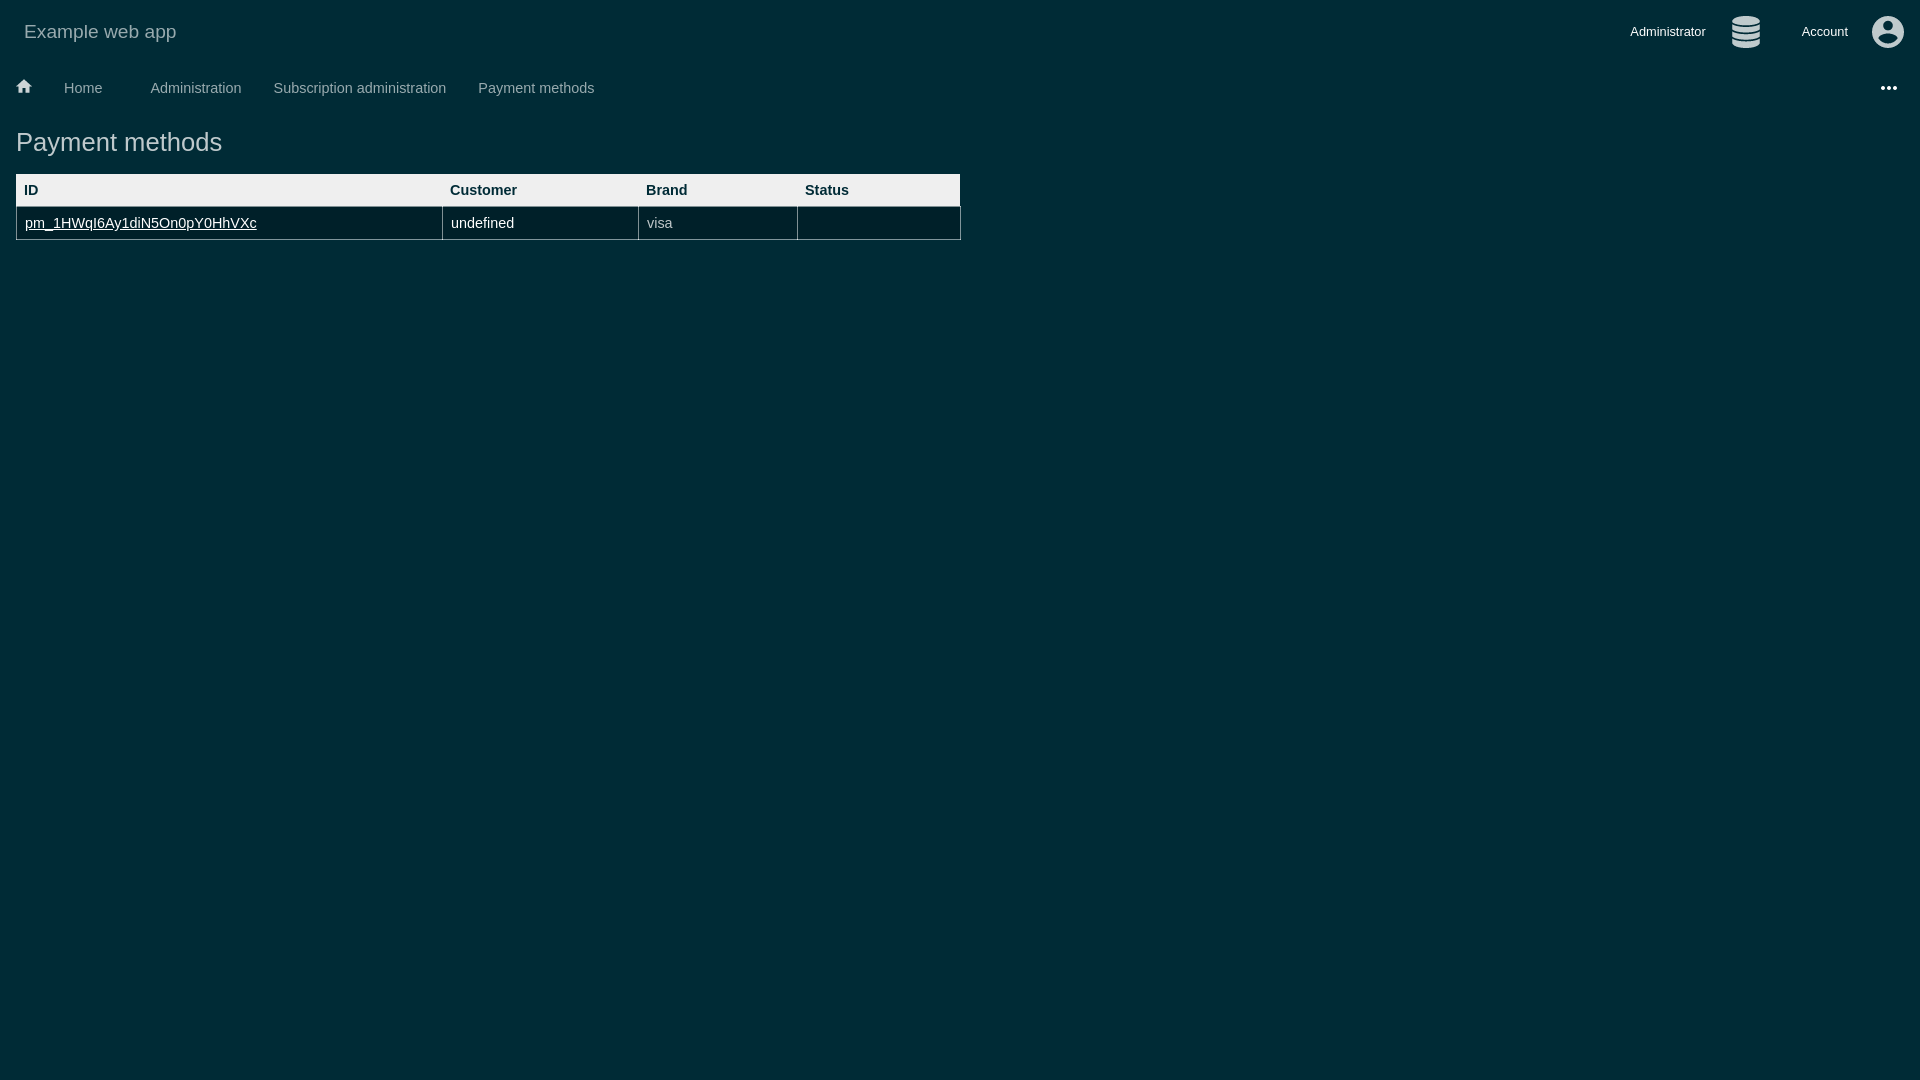 Example web app
Administrator
Account
Home
Administration
Subscription administration
Payment methods
Payment methods
ID Customer Brand Status
pm_1HWqI6Ay1diN5On0pY0HhVXc undefined visa